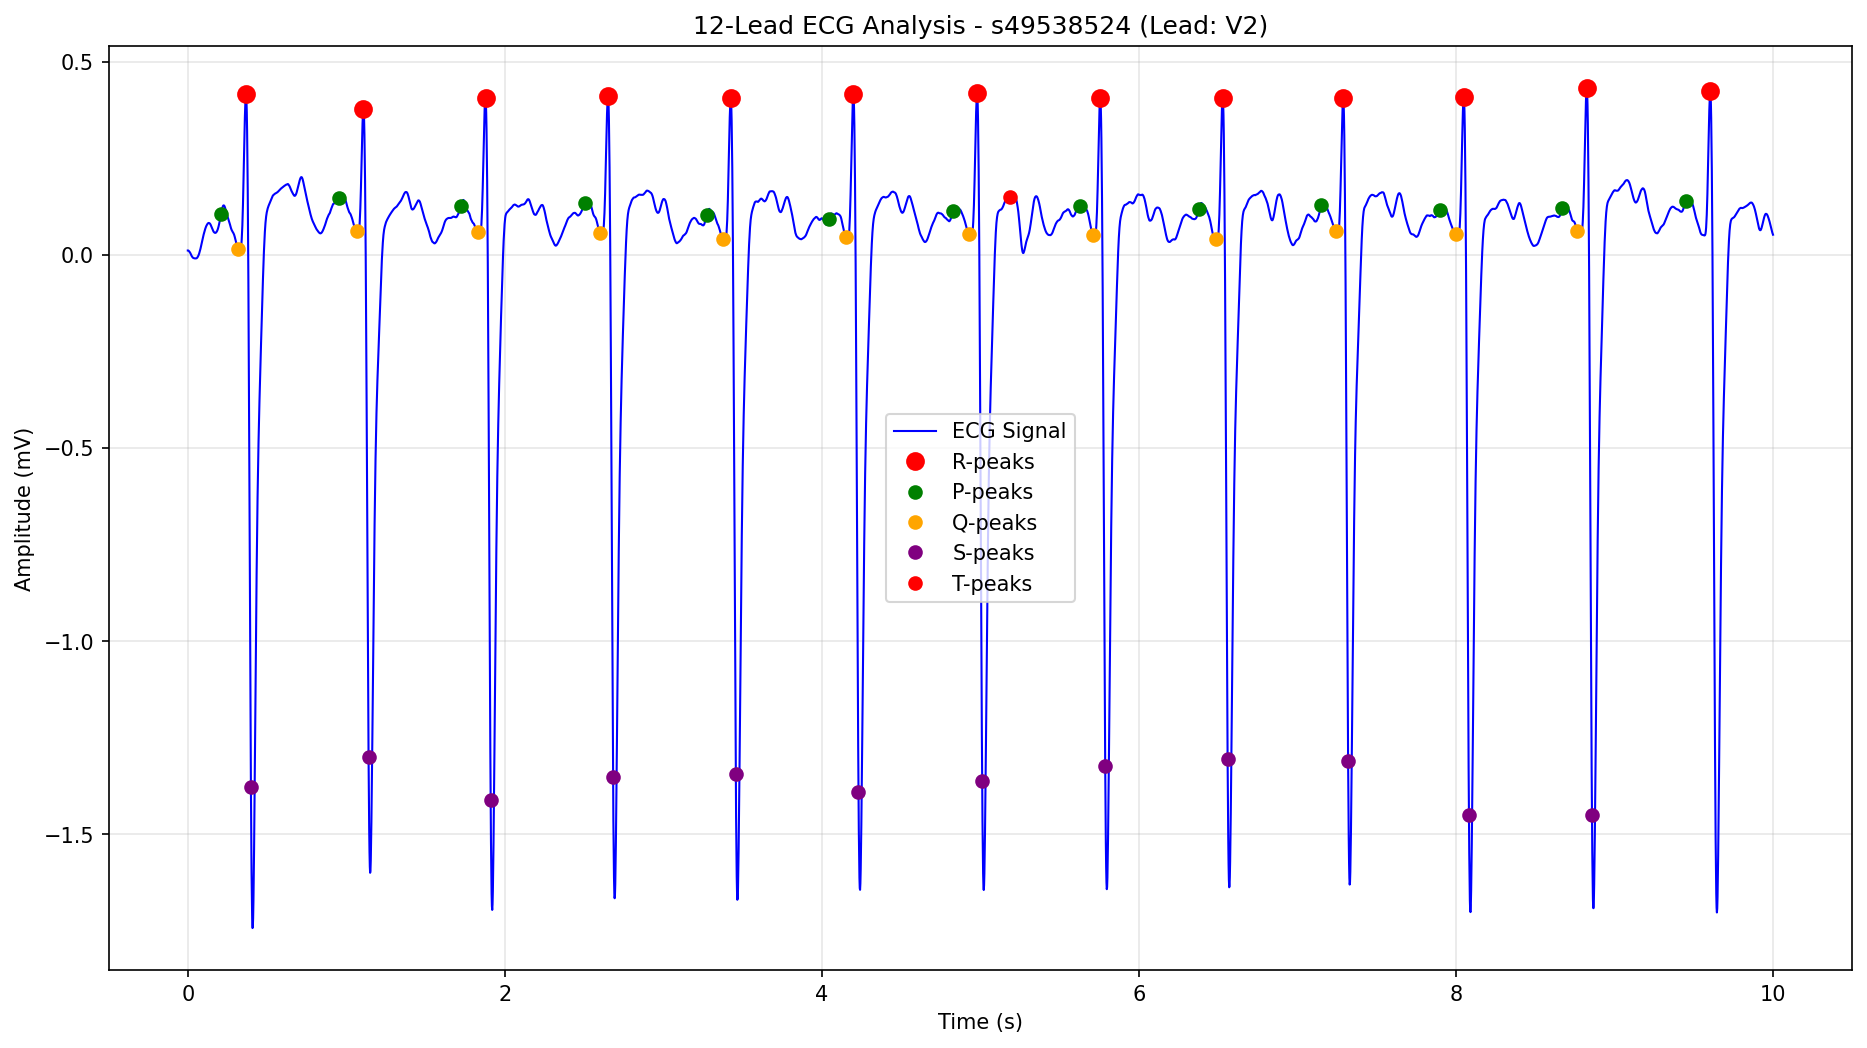 12-Lead ECG Analysis - s49538524 (Lead: V2)
Amplitude (mV)
0.5
0.0
−0.5
−1.0
−1.5
ECG Signal
R-peaks
P-peaks
Q-peaks
S-peaks
T-peaks
0 2 4 6 8 10
Time (s)